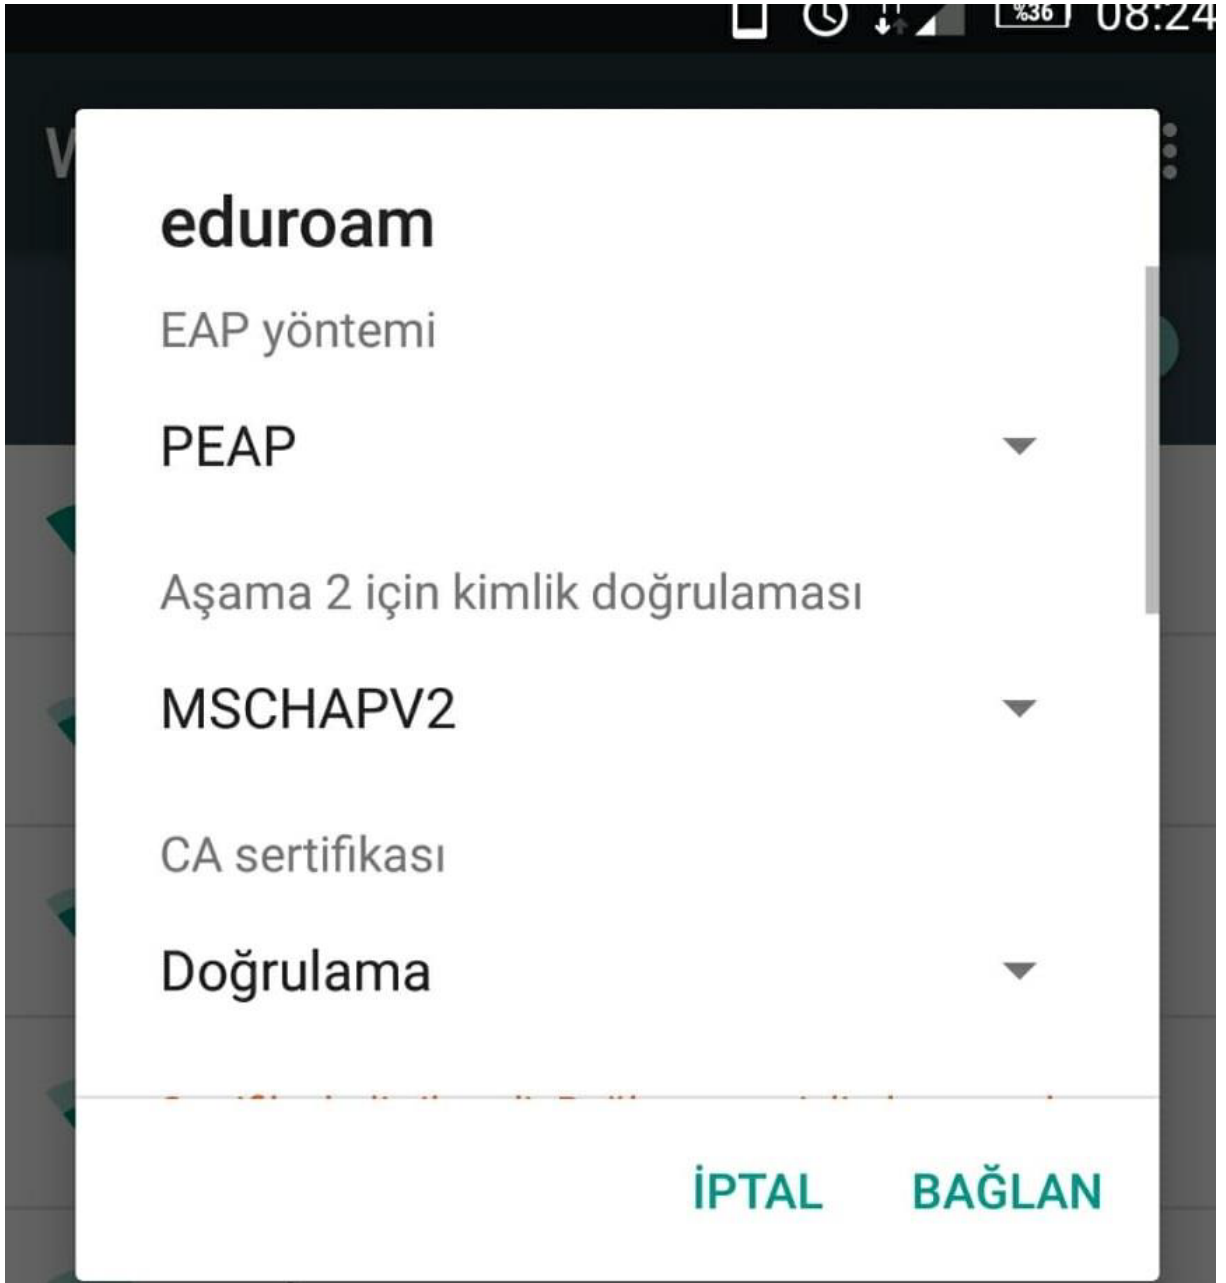 %36 08:24
eduroam
EAP yöntemi
PEAP
Aşama 2 için kimlik doğrulaması
MSCHAPV2
CA sertifikası
Doğrulama
İPTAL BAĞLAN